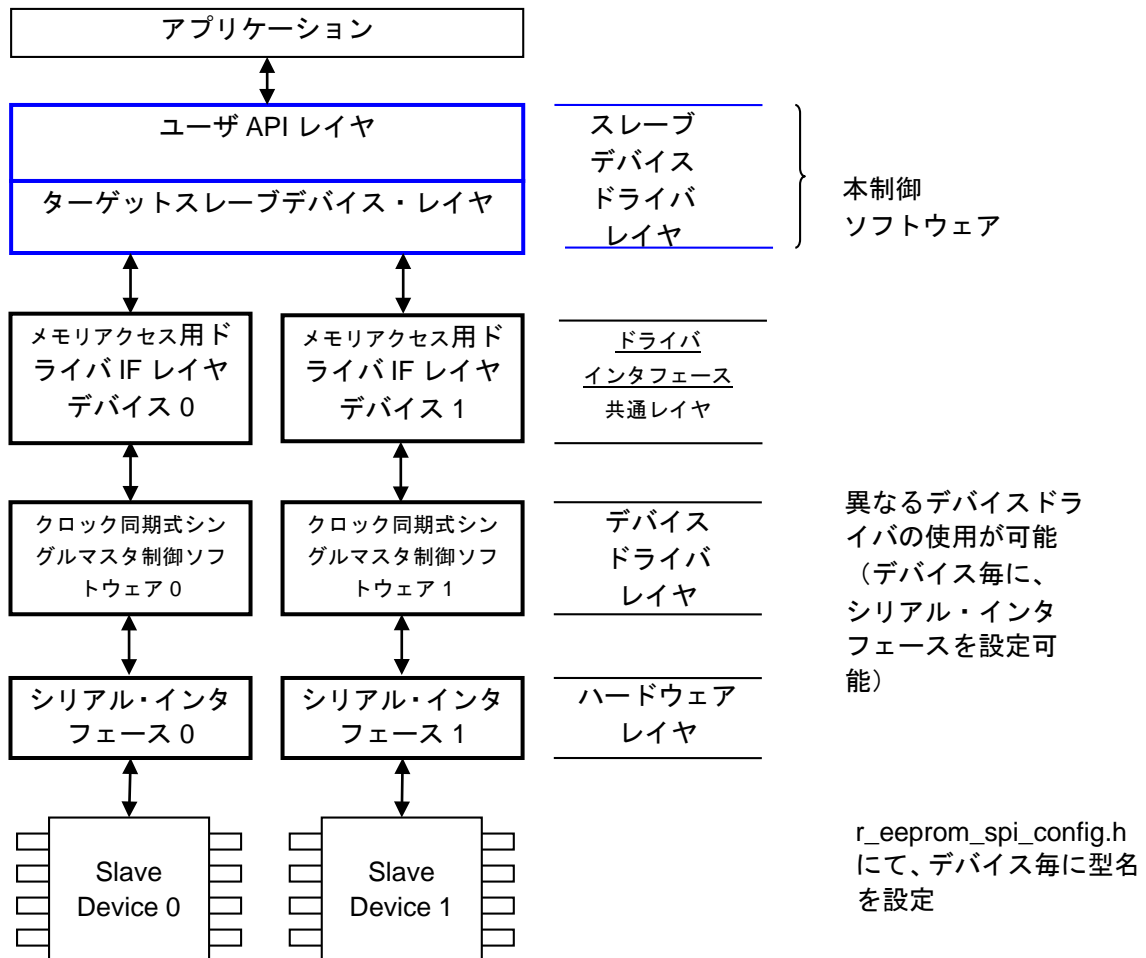 アプリケーション
ユーザ API レイヤ
ターゲットスレーブデバイス・レイヤ
スレーブ
デバイス
ドライバ
レイヤ
本制御
ソフトウェア
メモリアクセス用ド
ライバ IF レイヤ
デバイス 0
メモリアクセス用ド
ライバ IF レイヤ
デバイス 1
ドライバ
インタフェース
共通レイヤ
クロック同期式シン
グルマスタ制御ソフ
トウェア 0
クロック同期式シン
グルマスタ制御ソフ
トウェア 1
デバイス
ドライバ
レイヤ
異なるデバイスドラ
イバの使用が可能
（デバイス毎に、
シリアル・インタ
フェースを設定可
能）
シリアル・インタ
フェース 0
シリアル・インタ
フェース 1
ハードウェア
レイヤ
Slave
Device 0
Slave
Device 1
r_eeprom_spi_config.h
にて、デバイス毎に型名
を設定